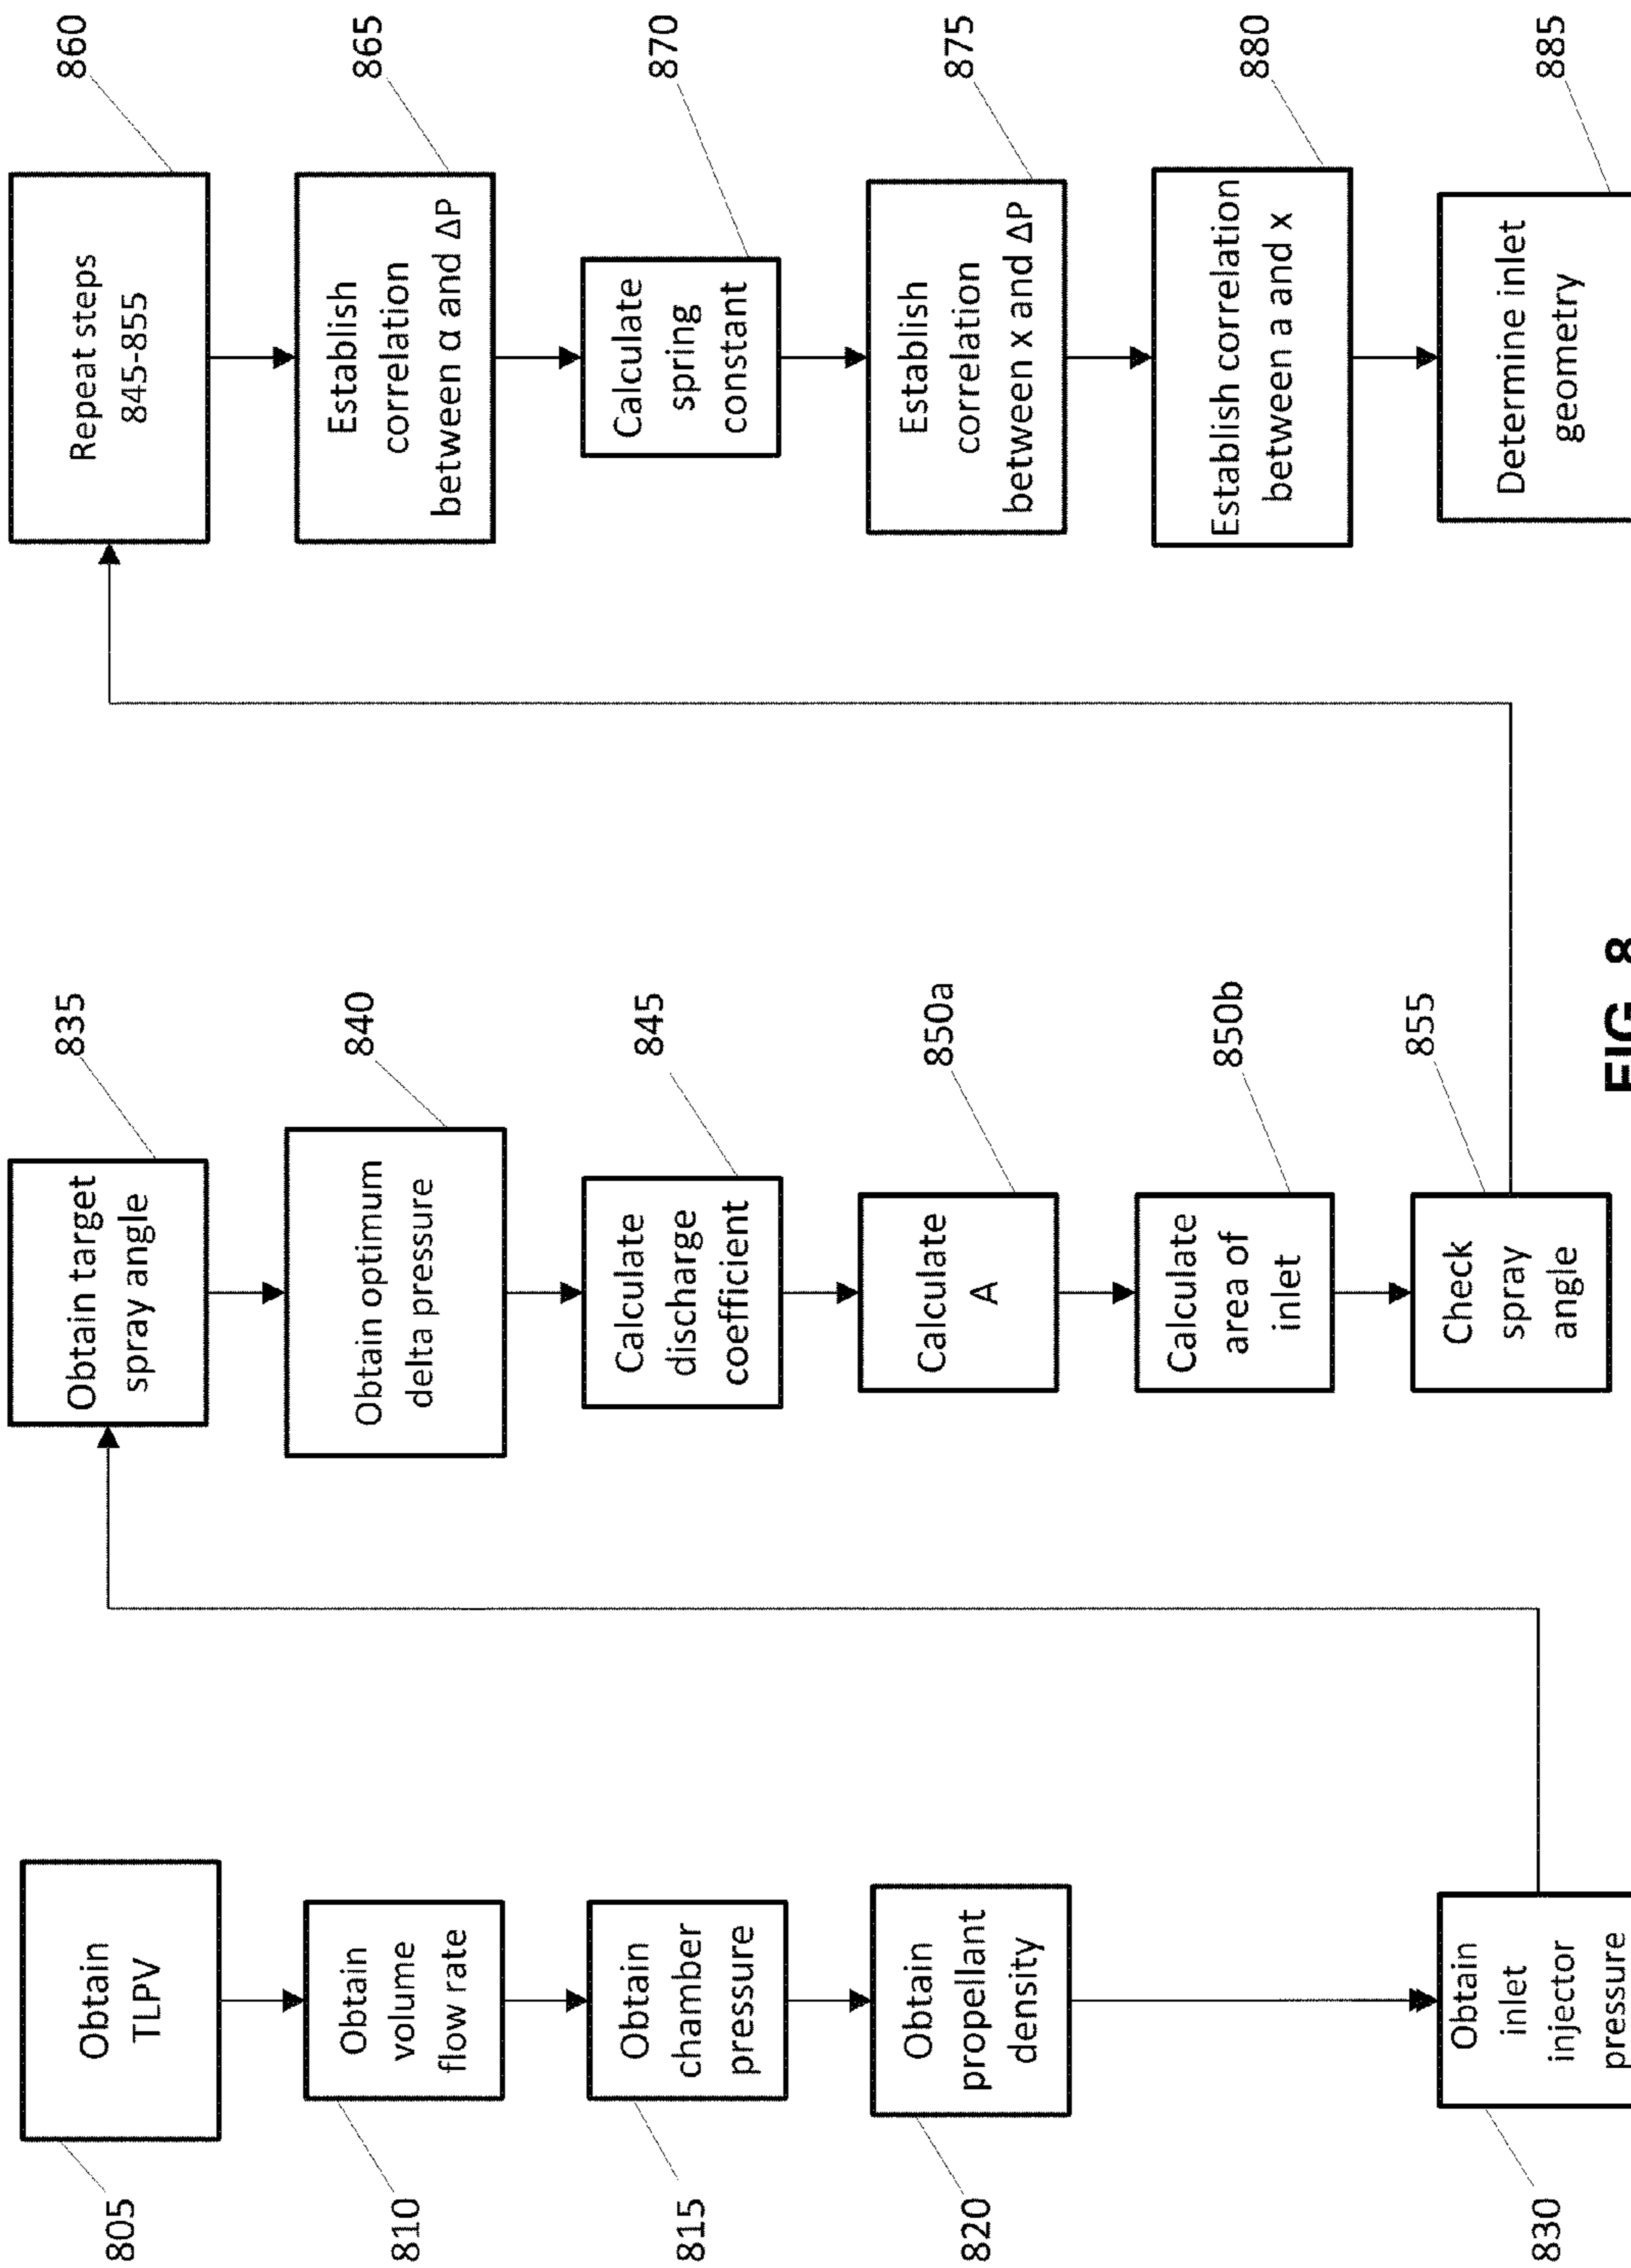 805
Obtain
TLPV
810
Obtain
volume
flow rate
815
Obtain
chamber
pressure
820
Obtain
propellant
density
830
Obtain
inlet
injector
pressure
835
Obtain target
spray angle
840
Obtain optimum
delta pressure
845
Calculate
discharge
coefficient
850a
Calculate
A
850b
Calculate
area of
inlet
855
Check
spray
angle
860
Repeat steps
845-855
865
Establish
correlation
between α and ΔP
870
Calculate
spring
constant
875
Establish
correlation
between x and ΔP
880
Establish correlation
between a and x
885
Determine inlet
geometry
FIG. 8